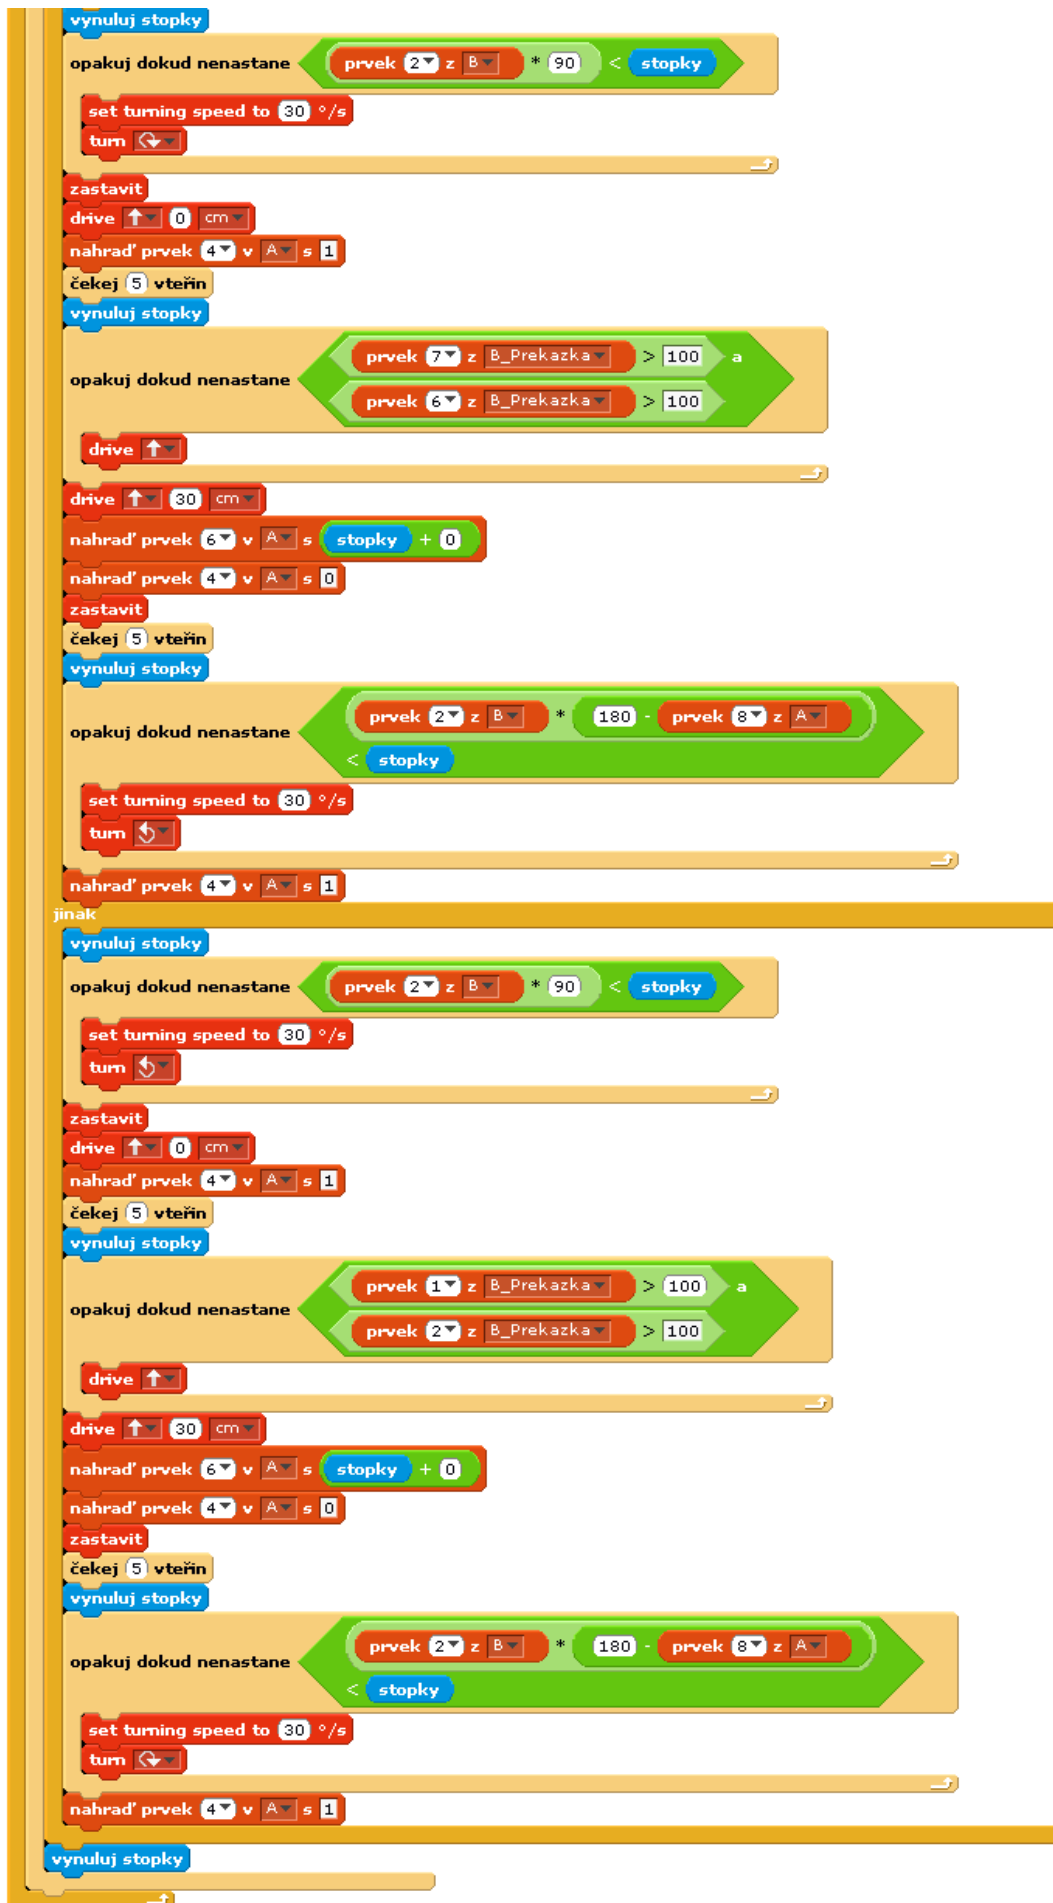 vynuluj stopky
opakuj dokud nenastane prvek 2 z B * 90 < stopky
set turning speed to 30 °/s
turn
zastavit
drive 0 cm
nahraď prvek 4 v A s 1
čekej 5 vteřin
vynuluj stopky
prvek 7 z B_Prekazka > 100 a
opakuj dokud nenastane
prvek 6 z B_Prekazka > 100
drive
drive 30 cm
nahraď prvek 6 v A s stopky + 0
nahraď prvek 4 v A s 0
zastavit
čekej 5 vteřin
vynuluj stopky
prvek 2 z B * 180 - prvek 8 z A
opakuj dokud nenastane
< stopky
set turning speed to 30 °/s
turn
nahraď prvek 4 v A s 1
jinak
vynuluj stopky
opakuj dokud nenastane prvek 2 z B * 90 < stopky
set turning speed to 30 °/s
turn
zastavit
drive 0 cm
nahraď prvek 4 v A s 1
čekej 5 vteřin
vynuluj stopky
prvek 1 z B_Prekazka > 100 a
opakuj dokud nenastane
prvek 2 z B_Prekazka > 100
drive
drive 30 cm
nahraď prvek 6 v A s stopky + 0
nahraď prvek 4 v A s 0
zastavit
čekej 5 vteřin
vynuluj stopky
prvek 2 z B * 180 - prvek 8 z A
opakuj dokud nenastane
< stopky
set turning speed to 30 °/s
turn
nahraď prvek 4 v A s 1
vynuluj stopky